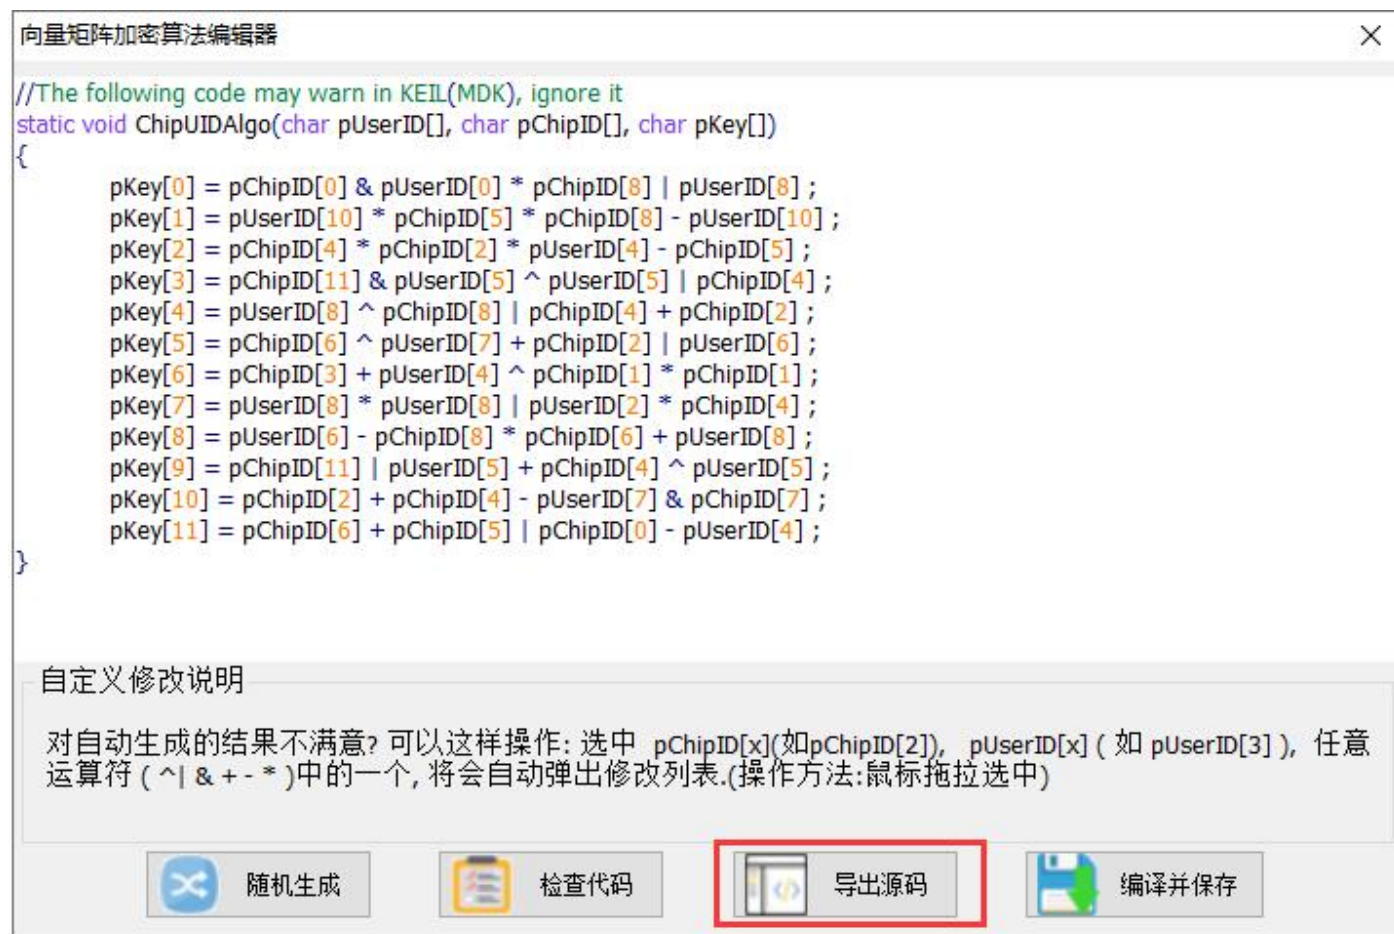 向量矩阵加密算法编辑器
//The following code may warn in KEIL(MDK), ignore it
static void ChipUIDAlgo(char pUserID[], char pChipID[], char pKey[])
{
pKey[0] = pChipID[0] & pUserID[0] * pChipID[8] | pUserID[8] ;
pKey[1] = pUserID[10] * pChipID[5] * pChipID[8] - pUserID[10] ;
pKey[2] = pChipID[4] * pChipID[2] * pUserID[4] - pChipID[5] ;
pKey[3] = pChipID[11] & pUserID[5] ^ pUserID[5] | pChipID[4] ;
pKey[4] = pUserID[8] ^ pChipID[8] | pChipID[4] + pChipID[2] ;
pKey[5] = pChipID[6] ^ pUserID[7] + pChipID[2] | pUserID[6] ;
pKey[6] = pChipID[3] + pUserID[4] ^ pChipID[1] * pChipID[1] ;
pKey[7] = pUserID[8] * pUserID[8] | pUserID[2] * pChipID[4] ;
pKey[8] = pUserID[6] - pChipID[8] * pChipID[6] + pUserID[8] ;
pKey[9] = pChipID[11] | pUserID[5] + pChipID[4] ^ pUserID[5] ;
pKey[10] = pChipID[2] + pChipID[4] - pUserID[7] & pChipID[7] ;
pKey[11] = pChipID[6] + pChipID[5] | pChipID[0] - pUserID[4] ;
}
自定义修改说明
对自动生成的结果不满意? 可以这样操作: 选中 pChipID[x](如pChipID[2]), pUserID[x] ( 如 pUserID[3] ), 任意
运算符 ( ^| & + - * )中的一个, 将会自动弹出修改列表.(操作方法:鼠标拖拉选中)
随机生成
检查代码
导出源码
编译并保存